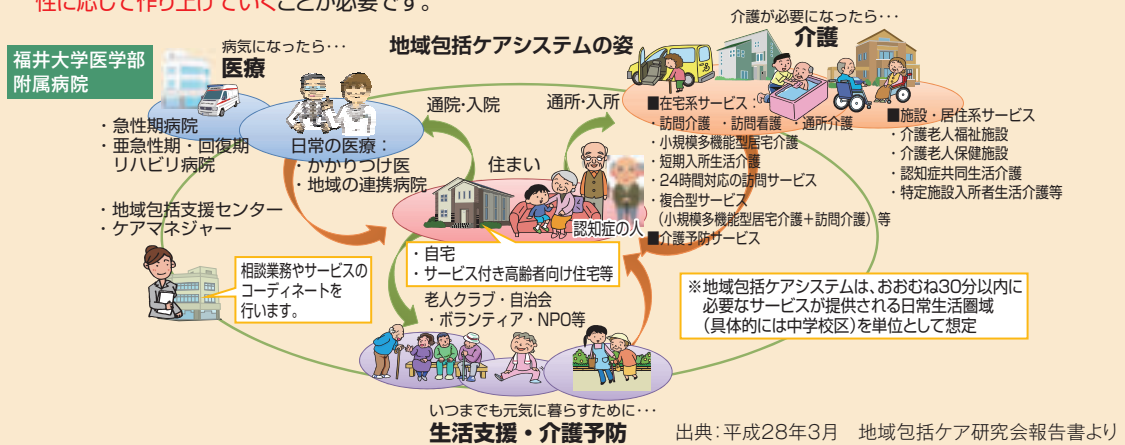 性に応じて作り上げていくことが必要です。
地域包括ケアシステムの姿
福井大学医学部
附属病院
病気になったら･･･
医療
・急性期病院
・亜急性期・回復期
リハビリ病院
日常の医療：
・かかりつけ医
・地域の連携病院
通院・入院
通所・入所
介護が必要になったら･･･
介護
■在宅系サービス：
・訪問介護 ・訪問看護 ・通所介護
・小規模多機能型居宅介護
・短期入所生活介護
・24時間対応の訪問サービス
・複合型サービス
（小規模多機能型居宅介護＋訪問介護）等
■介護予防サービス
■施設・居住系サービス
・介護老人福祉施設
・介護老人保健施設
・認知症共同生活介護
・特定施設入所者生活介護等
住まい
認知症の人
・自宅
・サービス付き高齢者向け住宅等
・地域包括支援センター
・ケアマネジャー
相談業務やサービスの
コーディネートを
行います。
老人クラブ・自治会
・ボランティア・NPO等
いつまでも元気に暮らすために･･･
生活支援・介護予防
※地域包括ケアシステムは、おおむね30分以内に
必要なサービスが提供される日常生活圏域
（具体的には中学校区）を単位として想定
出典：平成28年3月　地域包括ケア研究会報告書より